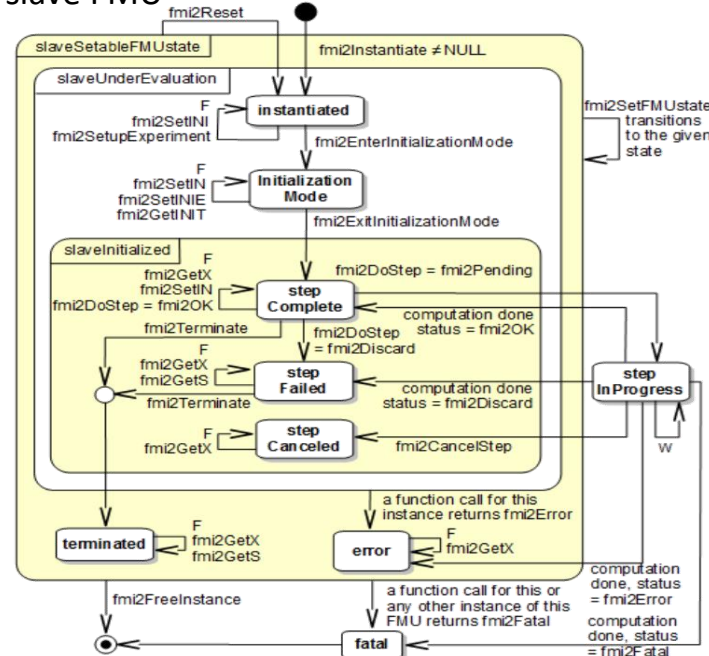 slave FMU
fmi2Reset
slaveSetableFMUstate
fmi2Instantiate ≠ NULL
slaveUnderEvaluation
F
fmi2SetINI
fmi2SetupExperiment
instantiated
fmi2SetFMUstate
transitions
to the given
state
fmi2EnterInitializationMode
F
fmi2SetIN
fmi2SetINIE
fmi2GetINIT
Initialization
Mode
fmi2ExitInitializationMode
slaveInitialized
F
fmi2GetX
fmi2SetIN
fmi2DoStep = fmi2OK
fmi2DoStep = fmi2Pending
step
Complete
computation done
status = fmi2OK
fmi2Terminate
fmi2DoStep
= fmi2Discard
F
fmi2GetX
fmi2GetS
step
Failed
step
InProgress
fmi2Terminate
computation done
status = fmi2Discard
F
fmi2GetX
step
Canceled
fmi2CancelStep
w
a function call for this
instance returns fmi2Error
terminated
F
fmi2GetX
fmi2GetS
error
F
fmi2GetX
computation
done, status
= fmi2Error
fmi2FreeInstance
a function call for this or
any other instance of this
FMU returns fmi2Fatal
fatal
computation
done, status
= fmi2Fatal